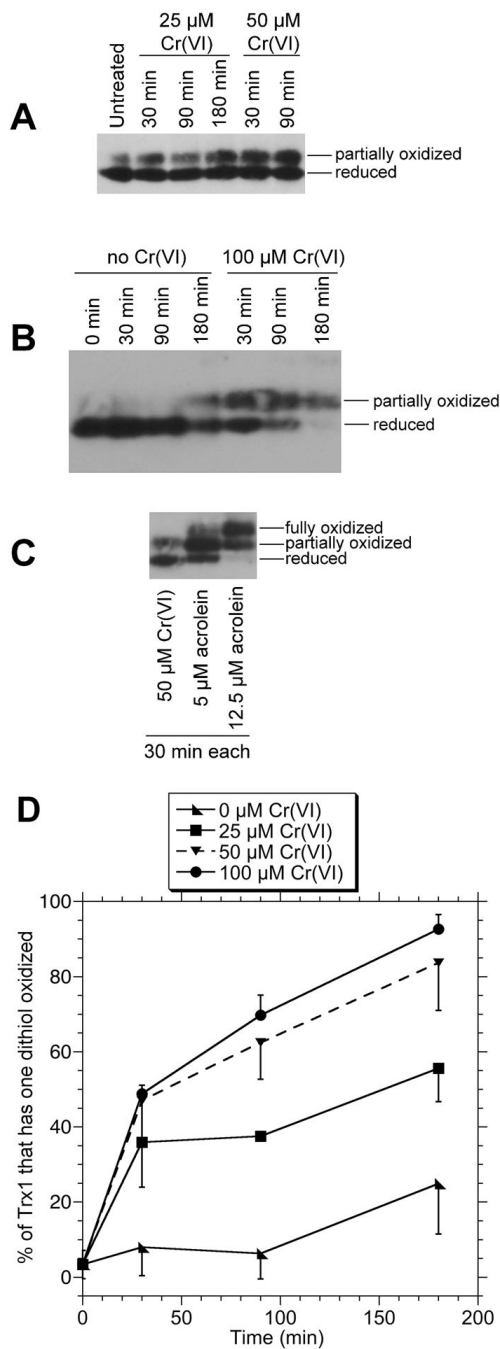 25 µM
Cr(VI)
50 µM
Cr(VI)
Untreated
30 min
90 min
180 min
30 min
90 min
A
partially oxidized
reduced
no Cr(VI)
100 µM Cr(VI)
0 min
30 min
90 min
180 min
30 min
90 min
180 min
B
partially oxidized
reduced
C
fully oxidized
partially oxidized
reduced
50 µM Cr(VI)
5 µM acrolein
12.5 µM acrolein
30 min each
D
0 µM Cr(VI)
25 µM Cr(VI)
50 µM Cr(VI)
100 µM Cr(VI)
% of Trx1 that has one dithiol oxidized
100
80
60
40
20
0
0
50
100
150
200
Time (min)